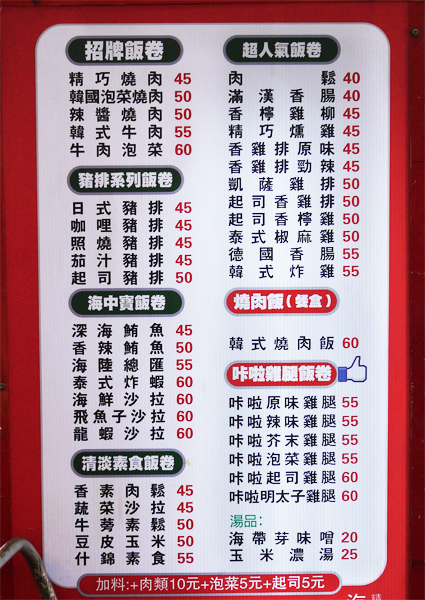 招牌飯卷
精巧燒肉 45
韓國泡菜燒肉 50
辣醬燒肉 50
韓式牛肉 55
牛肉泡菜 60
豬排系列飯卷
日式豬排 45
咖哩豬排 45
照燒豬排 45
茄汁豬排 45
起司豬排 50
海中寶飯卷
深海鮪魚 45
香辣鮪魚 50
海陸總匯 55
泰式炸蝦 60
海鮮沙拉 60
飛魚子沙拉 60
龍蝦沙拉 60
清淡素食飯卷
香素肉鬆 45
蔬菜沙拉 45
牛蒡素鬆 50
豆皮玉米 50
什錦素食 55
超人氣飯卷
肉鬆 40
滿漢香腸 40
香檸雞柳 45
精巧燻雞 45
香雞排原味 45
香雞排勁辣 45
凱薩雞排 50
起司香雞排 50
起司香檸雞 50
泰式椒麻雞 50
德國香腸 55
韓式炸雞 55
燒肉飯(餐盒)
韓式燒肉飯 60
咔啦雞腿飯卷
咔啦原味雞腿 55
咔啦辣味雞腿 55
咔啦芥末雞腿 55
咔啦泡菜雞腿 55
咔啦起司雞腿 60
咔啦明太子雞腿 60
湯品:
海帶芽味噌 20
玉米濃湯 25
加料:+肉類10元+泡菜5元+起司5元
精
海